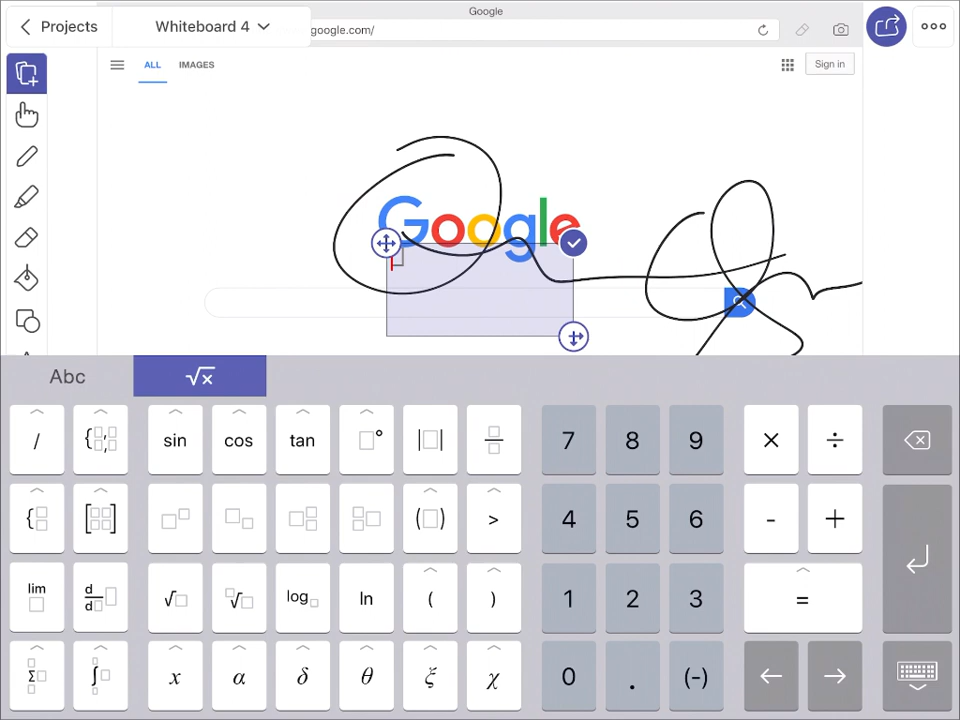 Google
Projects
Whiteboard 4
google.com/
ALL IMAGES
Sign in
Google
Abc √x
/ { , sin cos tan ° | | 7 8 9 × ÷
{ [ ] ( ) > 4 5 6 - +
lim d/d √ √ log ln ( ) 1 2 3 =
Σ ∫ x α δ θ ξ χ 0 . (-) ← →